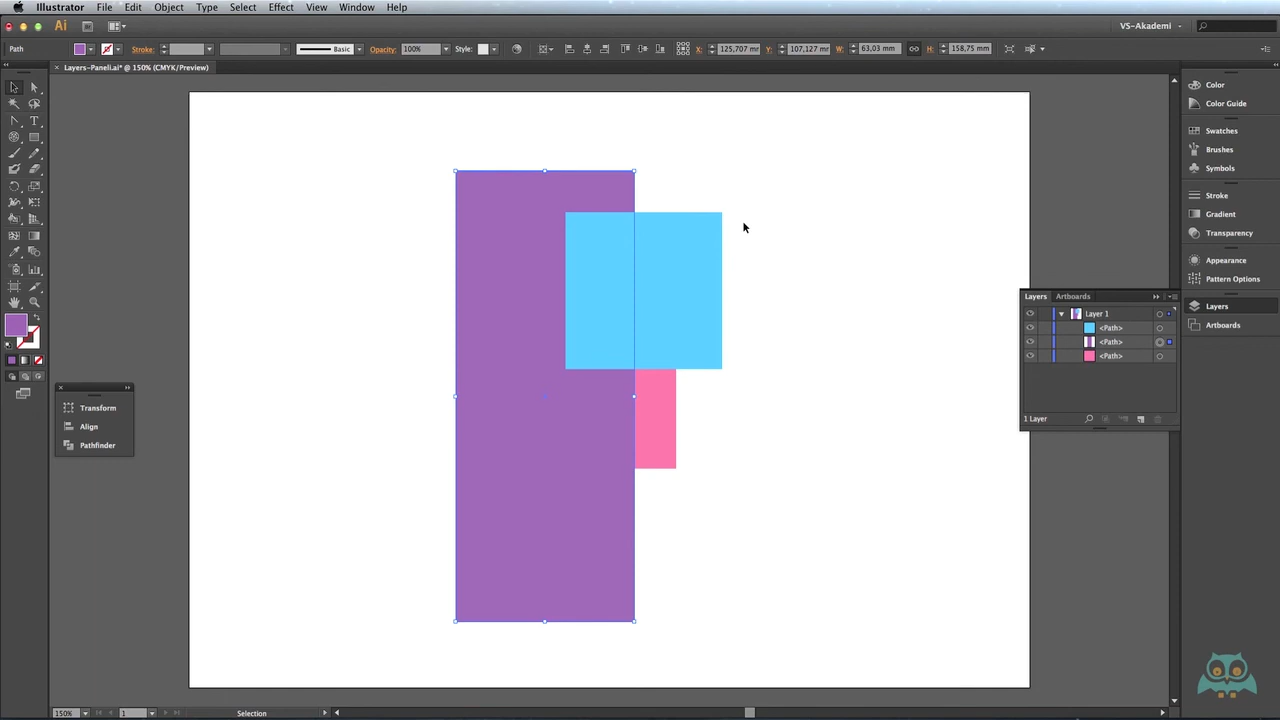 Illustrator File Edit Object Type Select Effect View Window Help
Ai VS-Akademi
Path Stroke: Basic Opacity: 100% Style: X: 125,707 mm Y: 107,127 mm W: 63,03 mm H: 158,75 mm
× Layers-Paneli.ai* @ 150% (CMYK/Preview)
Color
Color Guide
Swatches
Brushes
Symbols
Stroke
Gradient
Transparency
Appearance
Pattern Options
Layers
Artboards
Layers Artboards
Layer 1
<Path>
<Path>
<Path>
1 Layer
Transform
Align
Pathfinder
150% 1 Selection